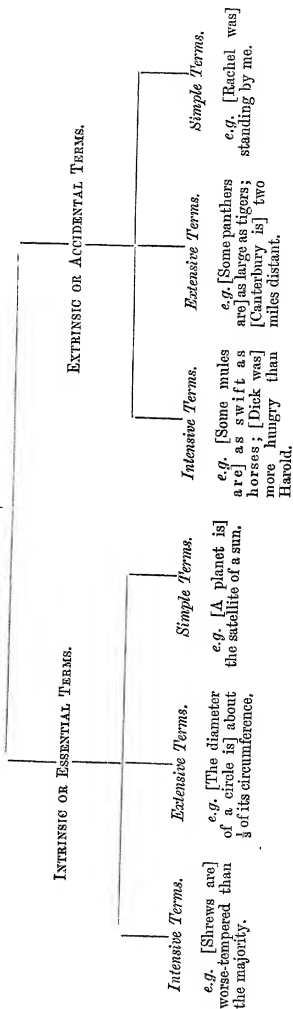 INTRINSIC OR ESSENTIAL TERMS.
Intensive Terms.
e.g. [Shrews are]
worse-tempered than
the majority.
Extensive Terms.
e.g. [The diameter
of a circle is] about
⅓ of its circumference.
Simple Terms.
e.g. [A planet is]
the satellite of a sun.
EXTRINSIC OR ACCIDENTAL TERMS.
Intensive Terms.
e.g. [Some mules
are] as swift as
horses; [Dick was]
more hungry than
Harold.
Extensive Terms.
e.g. [Some panthers
are] as large as tigers;
[Canterbury is] two
miles distant.
Simple Terms.
e.g. [Rachel was]
standing by me.